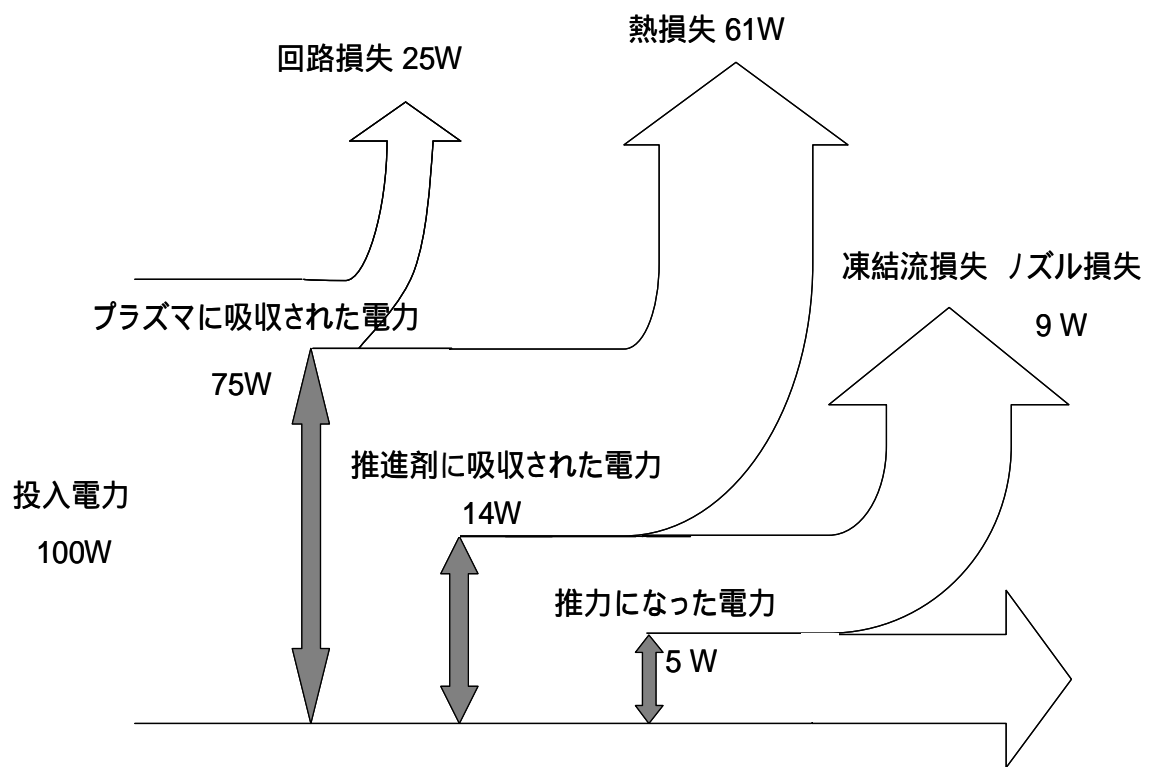 熱損失 61W
回路損失 25W
凍結流損失 ノズル損失
9 W
プラズマに吸収された電力
75W
推進剤に吸収された電力
14W
投入電力
100W
推力になった電力
5 W